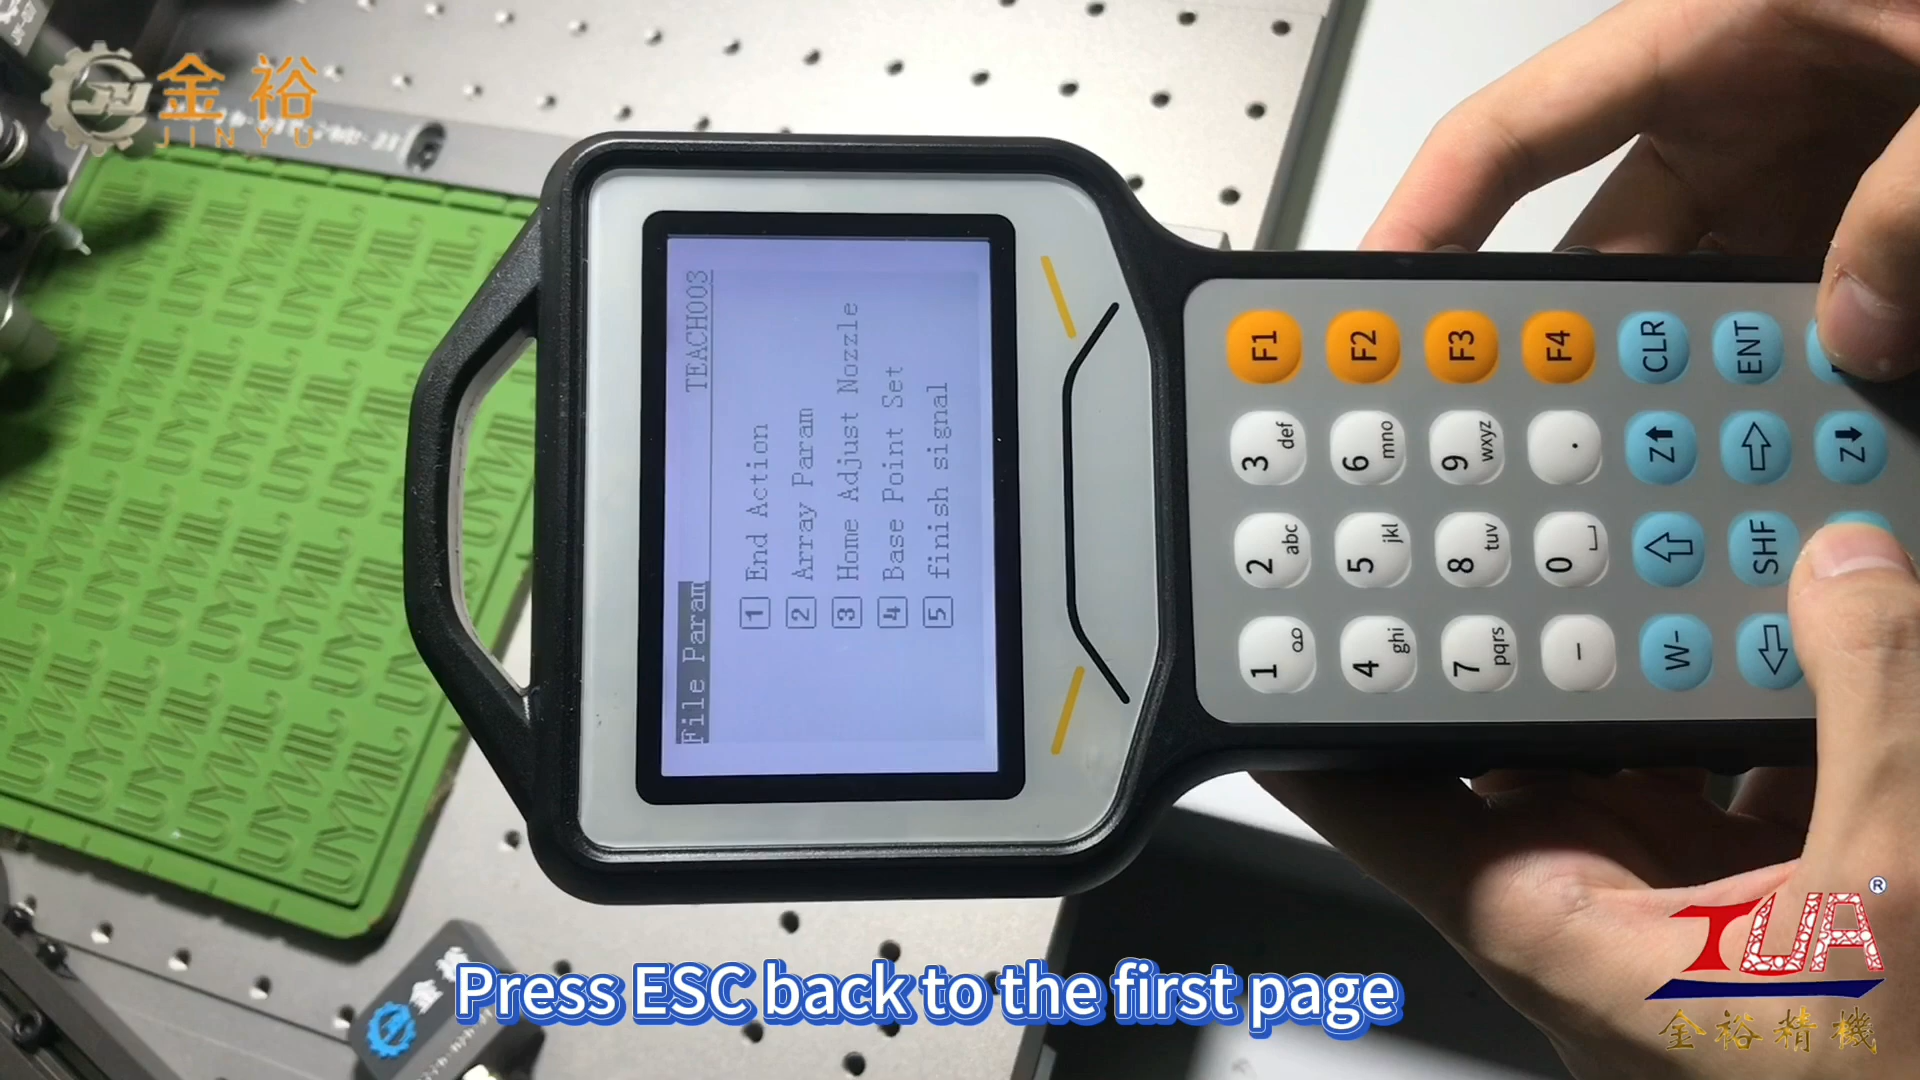 金裕
JINYU
File Param TEACH003
1 End Action
2 Array Param
3 Home Adjust Nozzle
4 Base Point Set
5 finish signal
F1
F2
F3
F4
CLR
ENT
3 def
6 mno
9 wxyz
.
Z
Z
2 abc
5 jkl
8 tuv
0
SHF
1
4 ghi
7 pqrs
-
W-
金裕
Press ESC back to the first page
TUA®
金裕精機